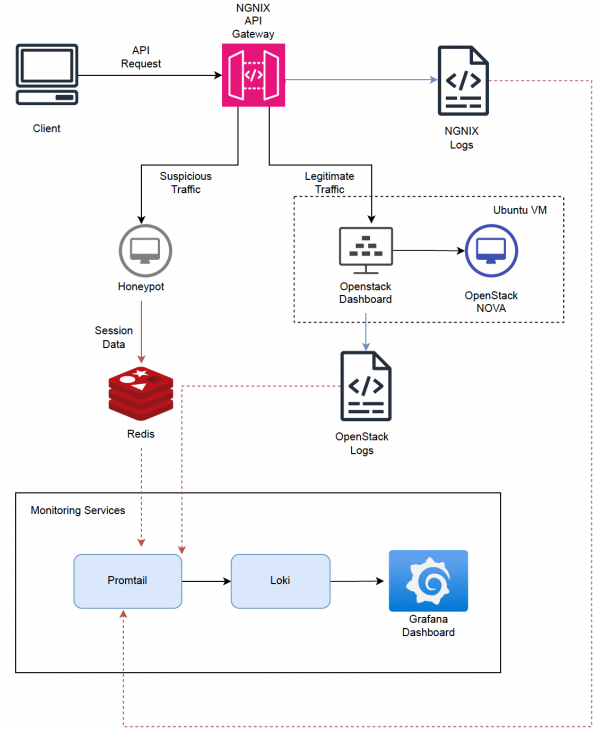 NGNIX
API
Gateway
API
Request
Client
NGNIX
Logs
Suspicious
Traffic
Legitimate
Traffic
Ubuntu VM
Honeypot
Openstack
Dashboard
OpenStack
NOVA
Session
Data
Redis
OpenStack
Logs
Monitoring Services
Promtail
Loki
Grafana
Dashboard